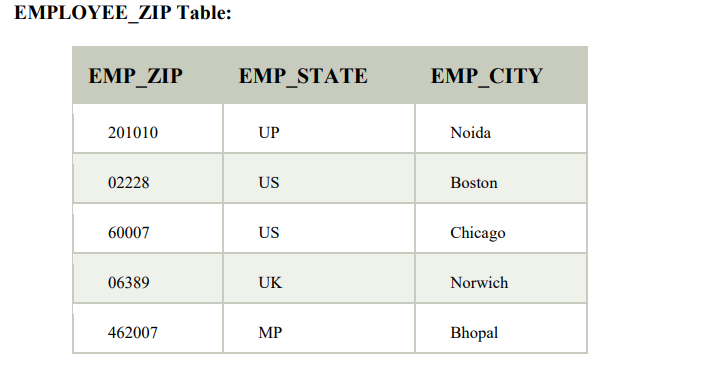 EMPLOYEE_ZIP Table:
EMP_ZIP EMP_STATE EMP_CITY
201010 UP Noida
02228 US Boston
60007 US Chicago
06389 UK Norwich
462007 MP Bhopal